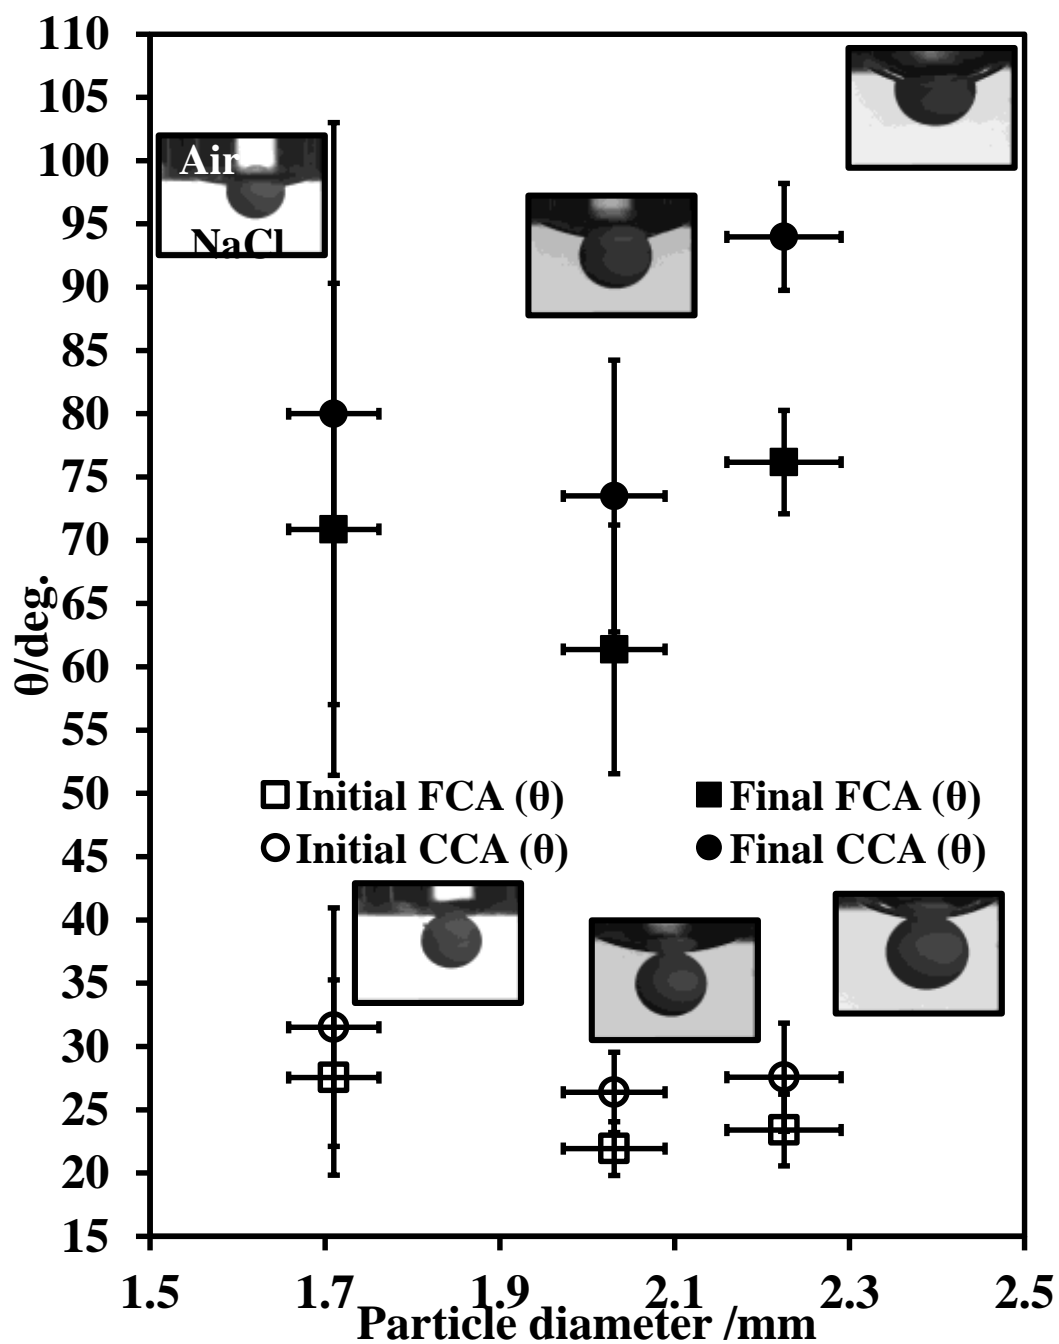 110
105
100
95
90
85
80
75
70
65
60
55
50
45
40
35
30
25
20
15
θ/deg.
Air
NaCl
Initial FCA (θ)
Final FCA (θ)
Initial CCA (θ)
Final CCA (θ)
1.5 1.7 1.9 2.1 2.3 2.5
Particle diameter /mm